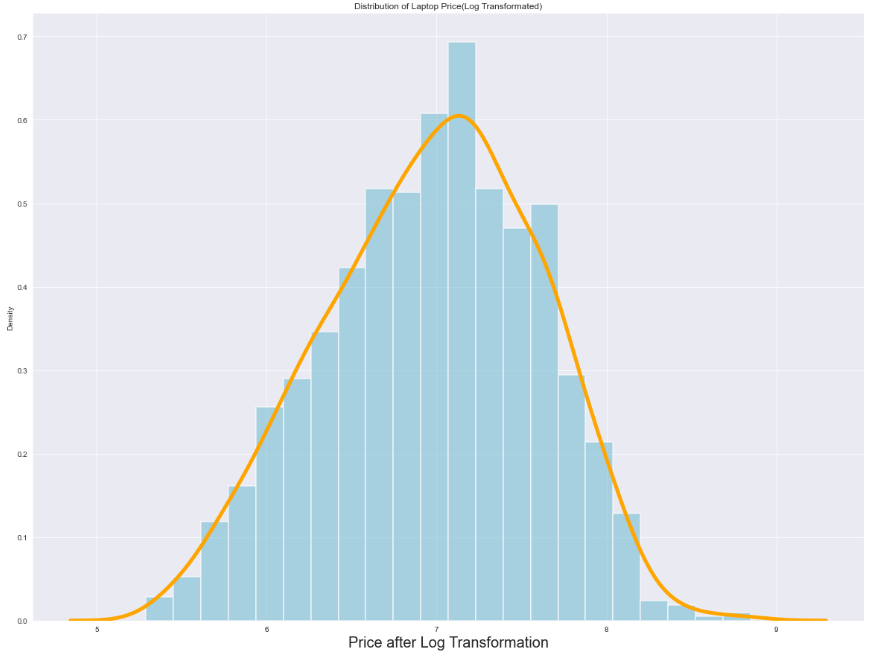 Distribution of Laptop Price(Log Transformated)
0.7
0.6
0.5
0.4
0.3
0.2
0.1
0.0
Density
5 6 7 8 9
Price after Log Transformation